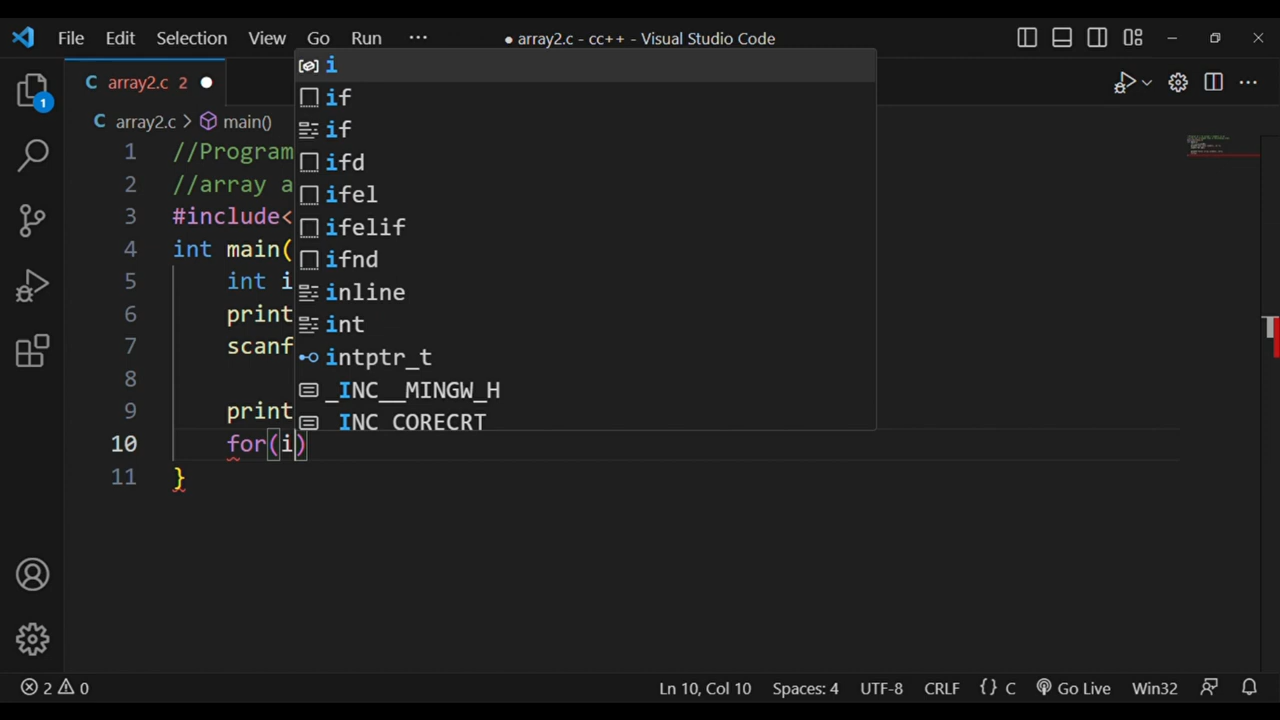 File Edit Selection View Go Run ··· ● array2.c - cc++ - Visual Studio Code
C array2.c 2 ●
C array2.c > main()
1 //Program
2 //array a
3 #include<
4 int main(
5 int i
6 print
7 scanf
8
9 print
10 for(i)
11 }
i
if
if
ifd
ifel
ifelif
ifnd
inline
int
intptr_t
_INC__MINGW_H
_INC_CORECRT
1
2 0 Ln 10, Col 10 Spaces: 4 UTF-8 CRLF {} C Go Live Win32